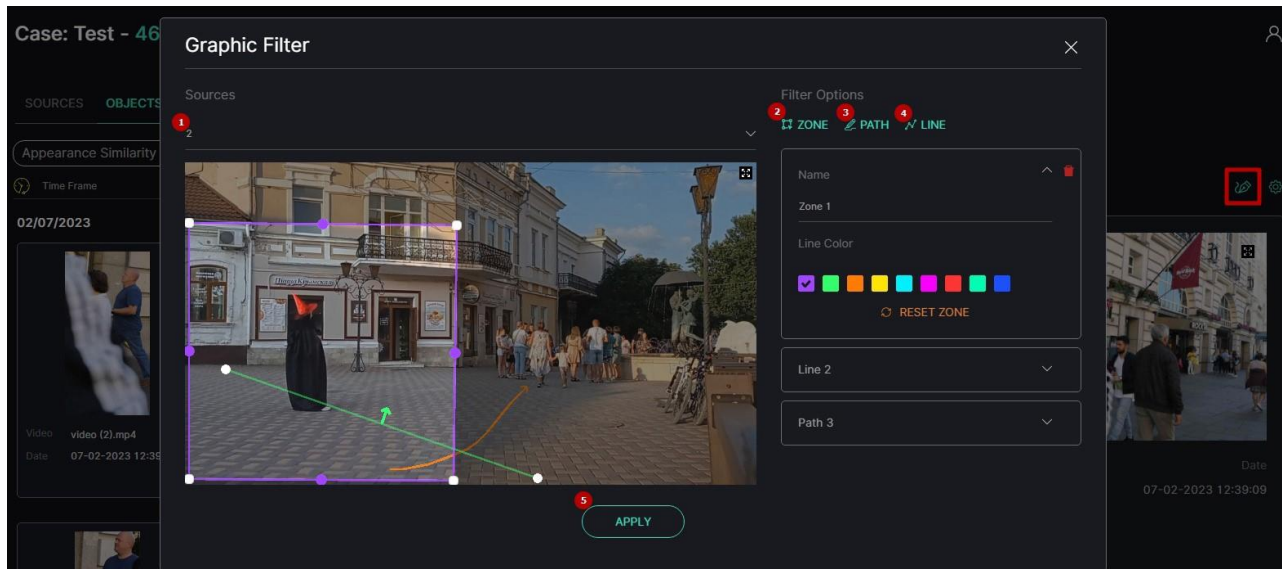 Case: Test - 46
Graphic Filter
SOURCES OBJECTS
Sources
Filter Options
1
2
2 ZONE
3 PATH
4 LINE
Appearance Similarity
Time Frame
Name
Zone 1
02/07/2023
Line Color
RESET ZONE
Line 2
Path 3
Video video (2).mp4
Date 07-02-2023 12:39
Date
07-02-2023 12:39:09
5
APPLY